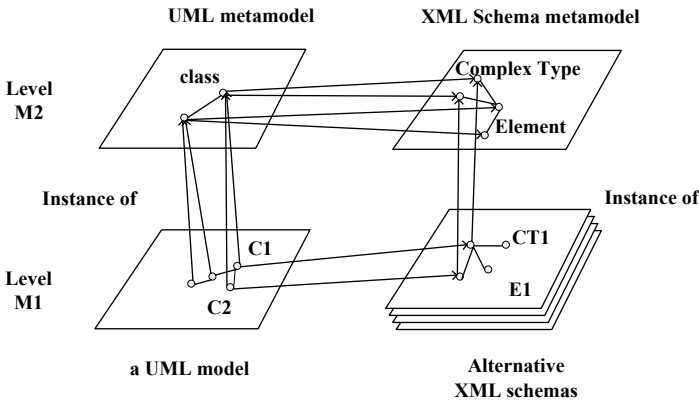 UML metamodel
XML Schema metamodel
Level
M2
class
Complex Type
Element
Instance of
Instance of
Level
M1
C1
C2
CT1
E1
a UML model
Alternative
XML schemas